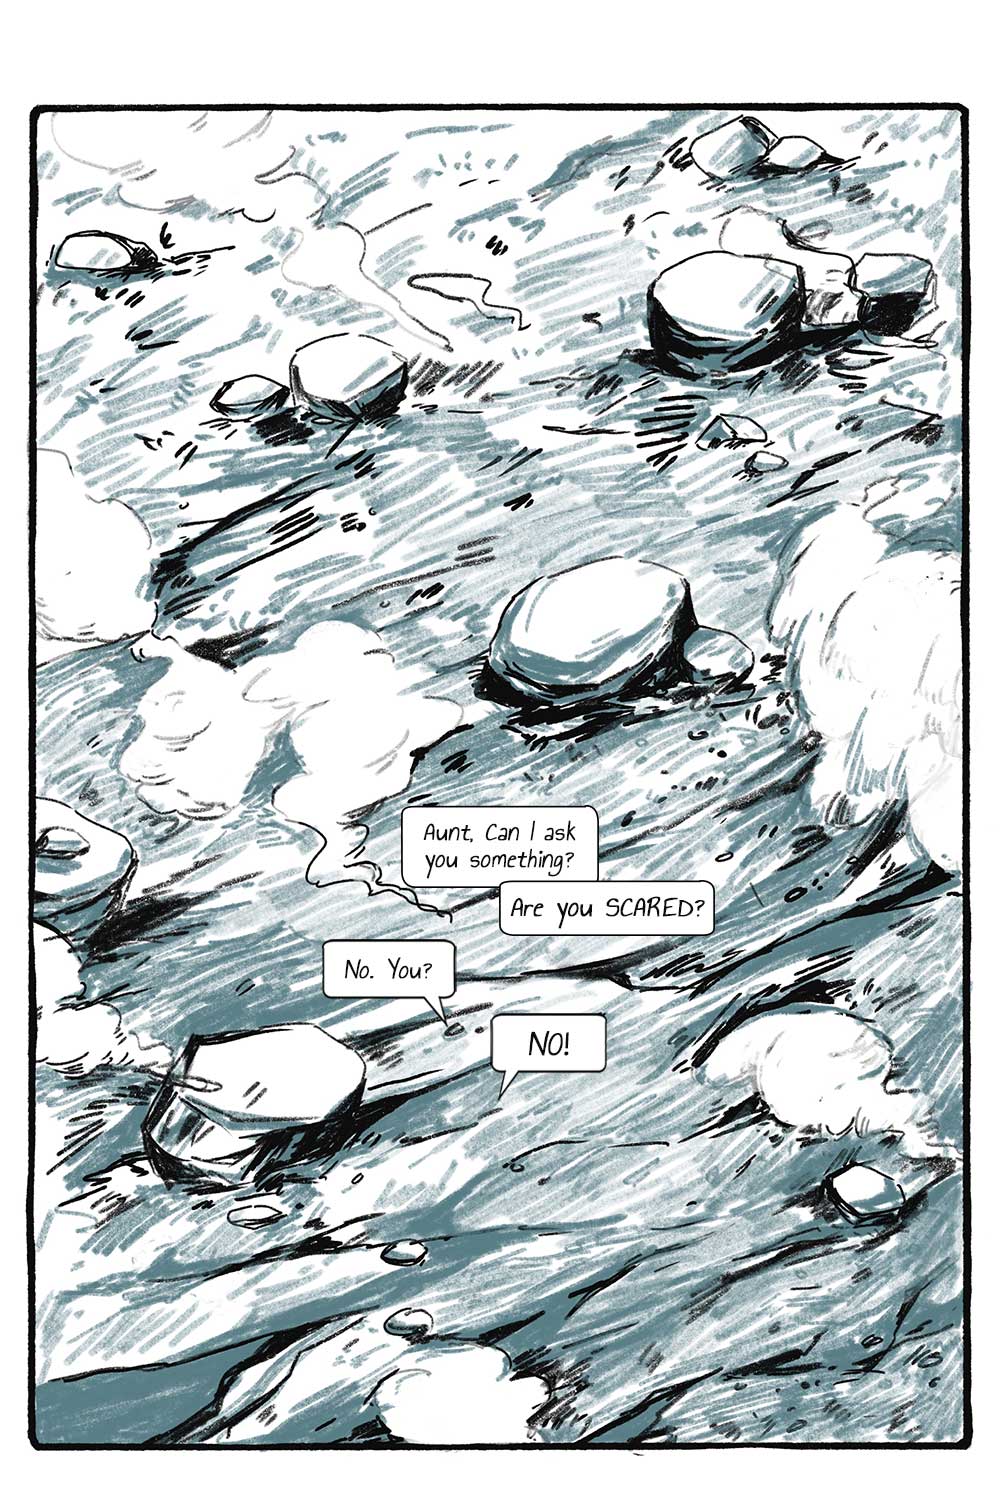 Aunt, Can I ask
you something?
Are you SCARED?
No. You?
NO!